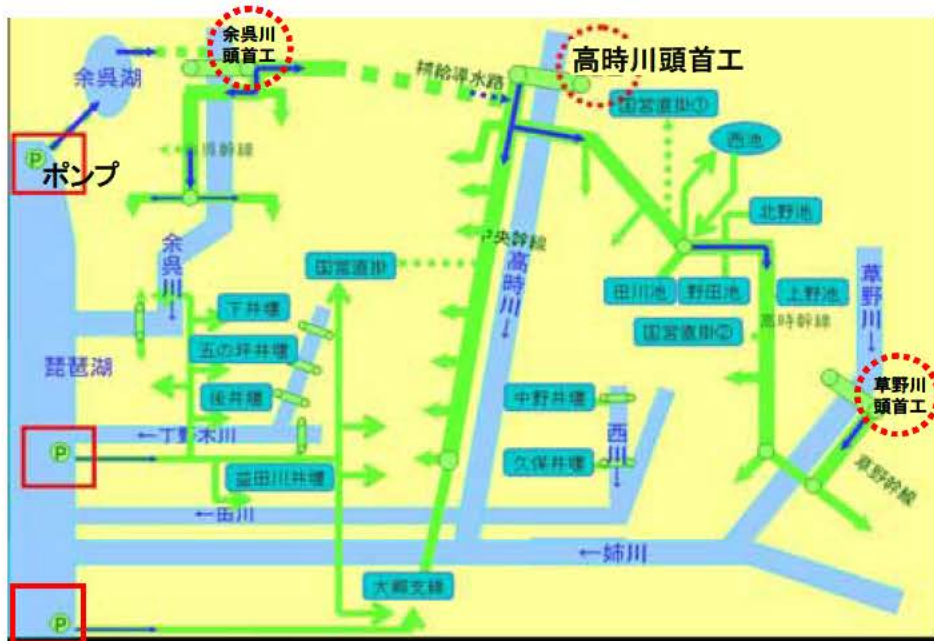 余呉川
頭首工
高時川頭首工
余呉湖
補給導水路
国営直掛①
西池
P
ポンプ
北野池
中央幹線
余呉川→
国営直掛
高時川→
田川池
野田池
上野池
草野川→
下井堰
国営直掛②
高時幹線
五の坪井堰
琵琶湖
後井堰
中野井堰
草野川
頭首工
←丁野木川
西川→
P
益田川井堰
久保井堰
草野幹線
←田川
←姉川
大郷支線
P